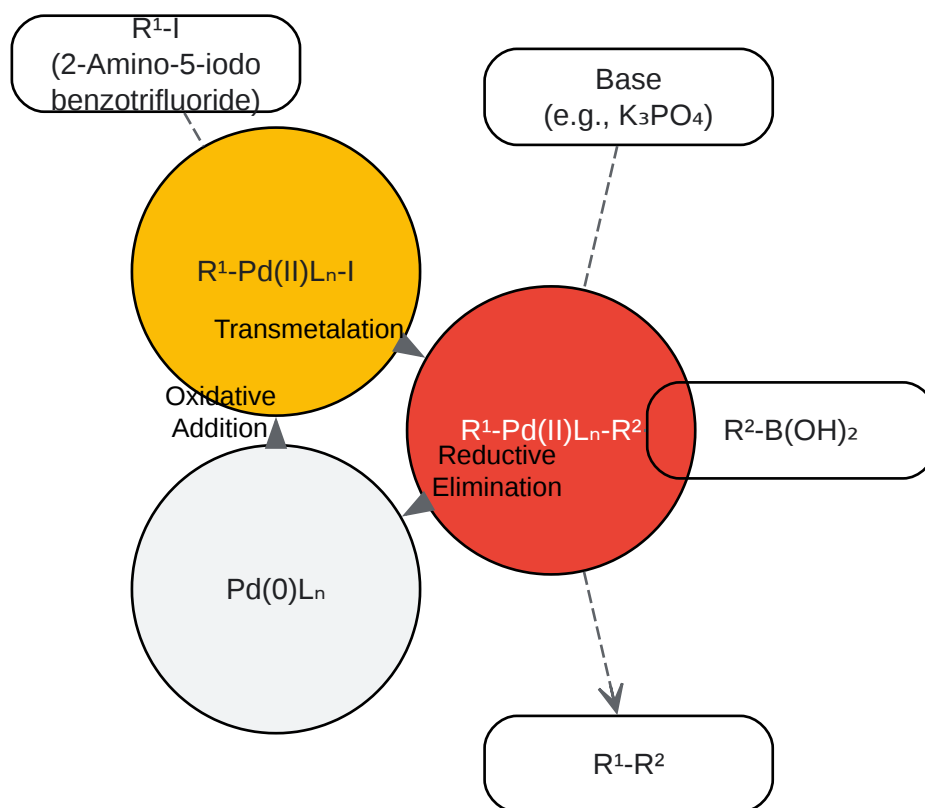 R¹-I
(2-Amino-5-iodo
benzotrifluoride)
Base
(e.g., K₃PO₄)
R¹-Pd(II)Lₙ-I
Transmetalation
Oxidative
Addition
R¹-Pd(II)Lₙ-R²
R²-B(OH)₂
Reductive
Elimination
Pd(0)Lₙ
R¹-R²